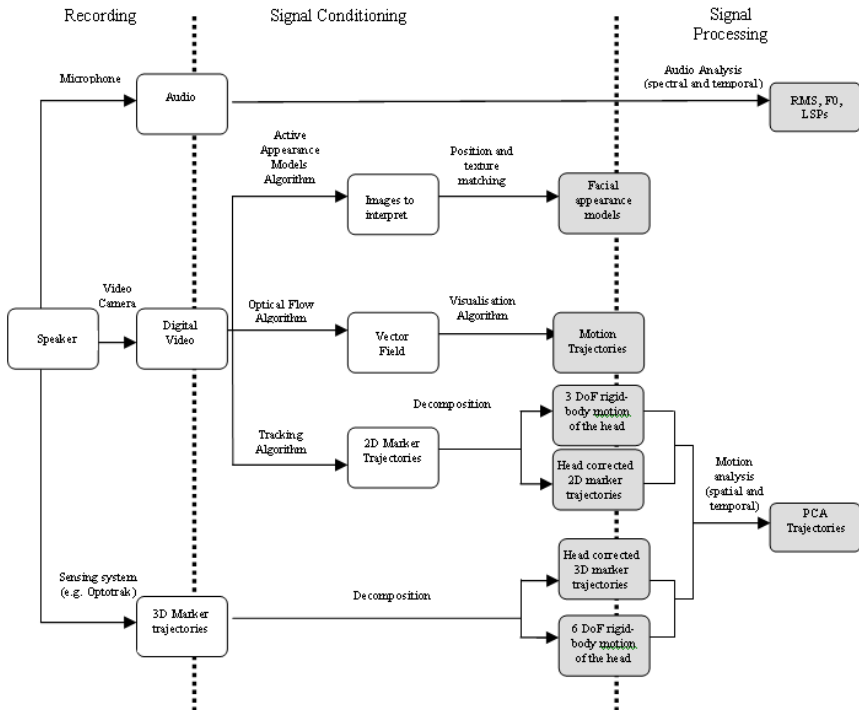 Recording
Signal Conditioning
Signal
Processing
Microphone
Audio
Audio Analysis
(spectral and temporal)
RMS, F0,
LSPs
Active
Appearance
Models
Algorithm
Images to
interpret
Position and
texture
matching
Facial
appearance
models
Speaker
Video
Camera
Digital
Video
Optical Flow
Algorithm
Vector
Field
Visualisation
Algorithm
Motion
Trajectories
Tracking
Algorithm
2D Marker
Trajectories
Decomposition
3 DoF rigid-
body motion
of the head
Head corrected
2D marker
trajectories
Motion
analysis
(spatial and
temporal)
PCA
Trajectories
Sensing system
(e.g. Optotrak)
3D Marker
trajectories
Decomposition
Head corrected
3D marker
trajectories
6 DoF rigid-
body motion
of the head